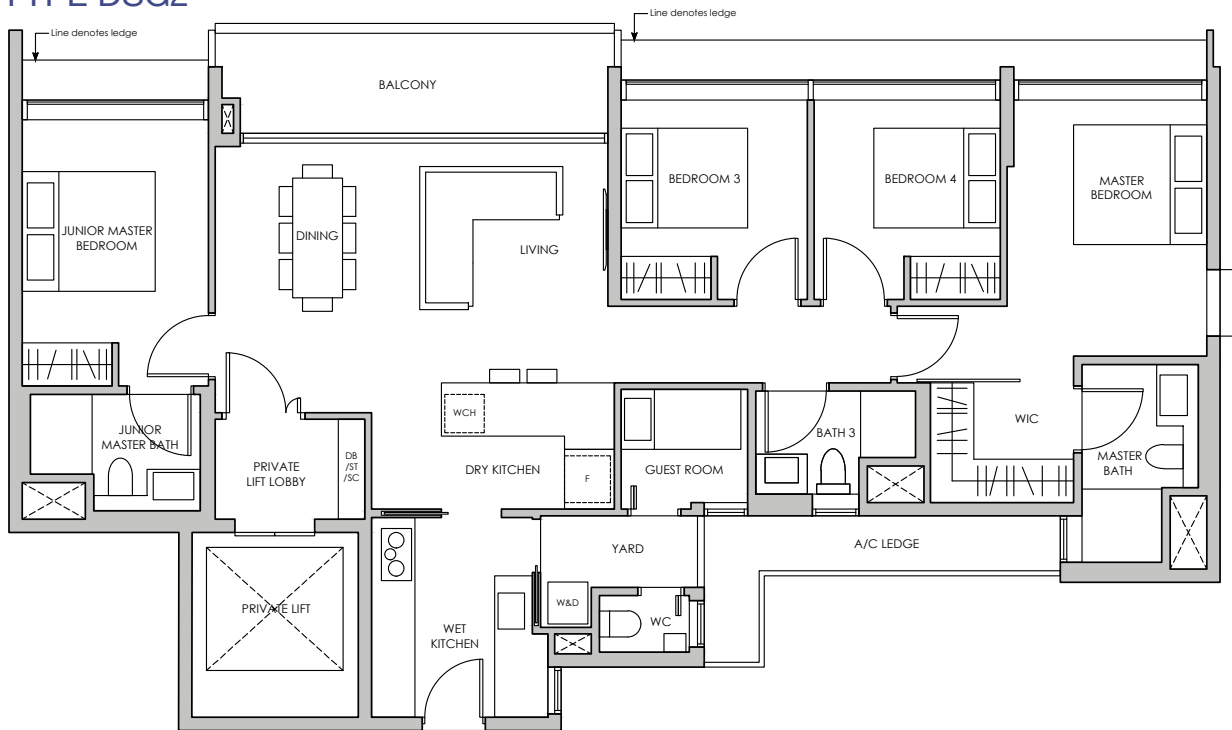 Line denotes ledge
Line denotes ledge
BALCONY
JUNIOR MASTER
BEDROOM
DINING
LIVING
BEDROOM 3
BEDROOM 4
MASTER
BEDROOM
JUNIOR
MASTER BATH
PRIVATE
LIFT LOBBY
DB
/ST
/SC
WCH
DRY KITCHEN
F
GUEST ROOM
BATH 3
WIC
MASTER
BATH
PRIVATE LIFT
YARD
A/C LEDGE
W&D
WC
WET
KITCHEN